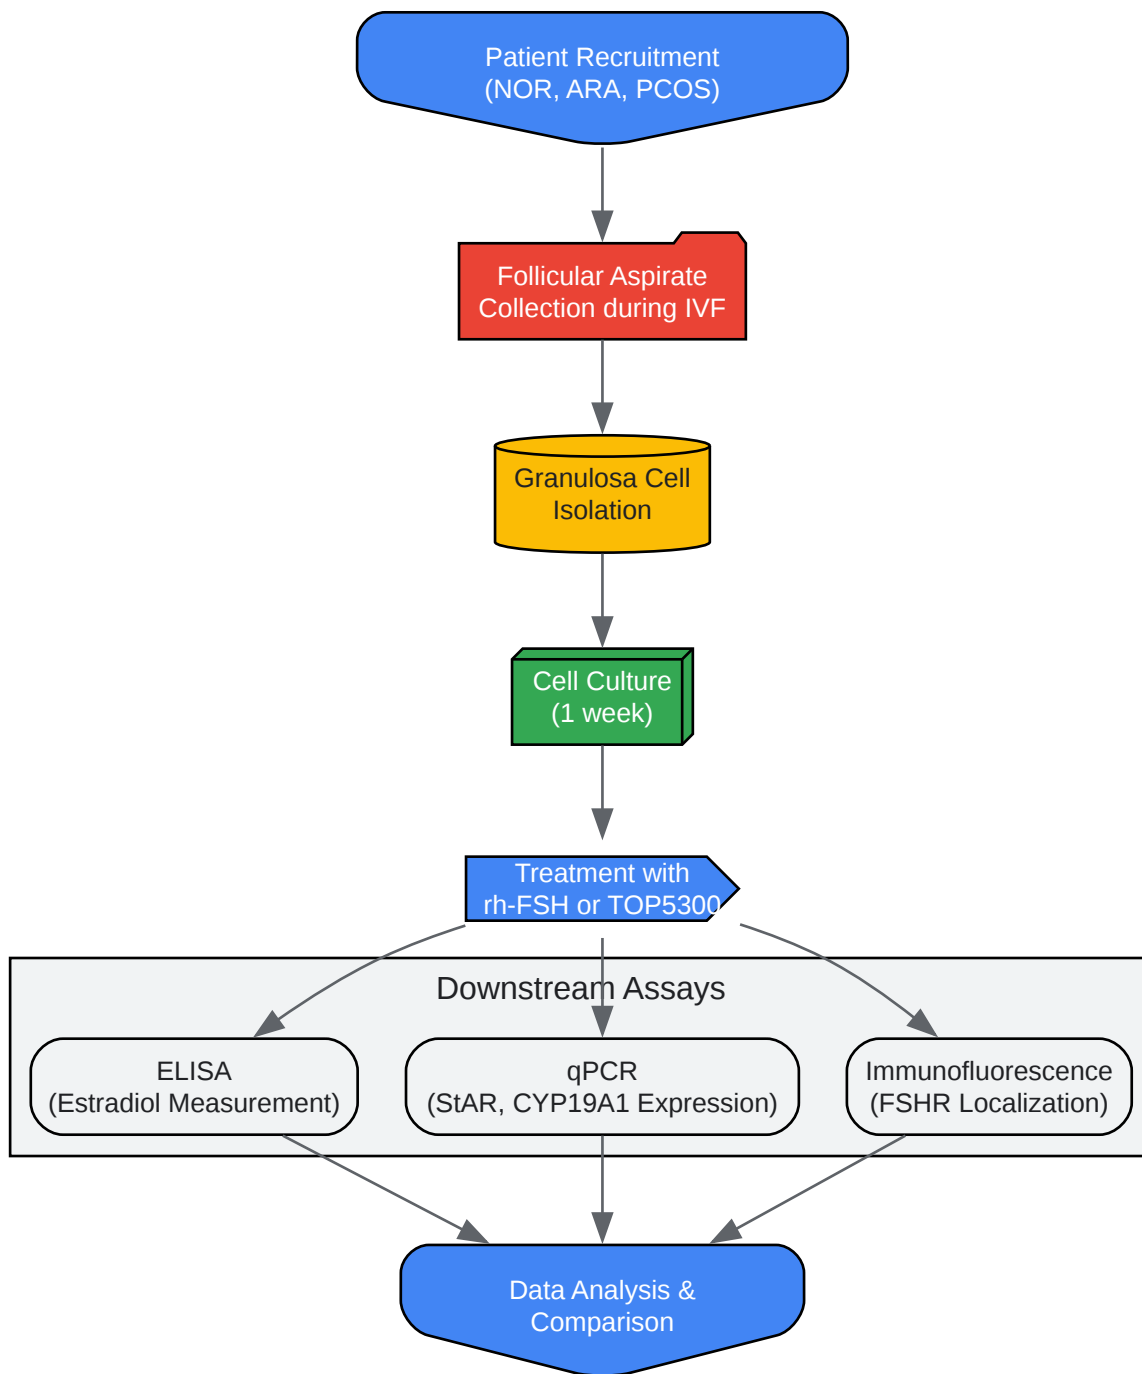 Patient Recruitment
(NOR, ARA, PCOS)
Follicular Aspirate
Collection during IVF
Granulosa Cell
Isolation
Cell Culture
(1 week)
Treatment with
rh-FSH or TOP5300
Downstream Assays
ELISA
(Estradiol Measurement)
qPCR
(StAR, CYP19A1 Expression)
Immunofluorescence
(FSHR Localization)
Data Analysis &
Comparison